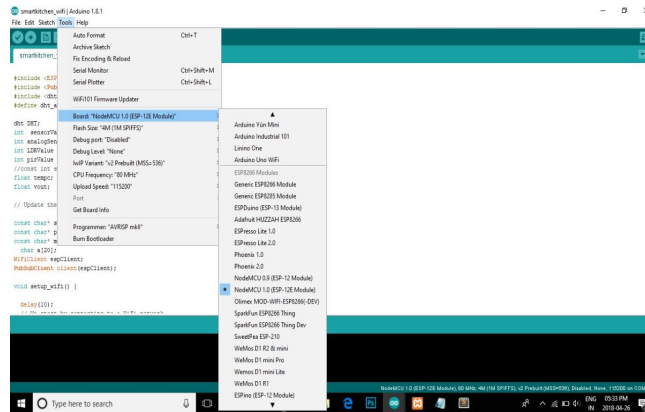 smartkitchen_wifi | Arduino 1.8.1
File Edit Sketch Tools Help
smartkitchen_
Auto Format Ctrl+T
Archive Sketch
Fix Encoding & Reload
Serial Monitor Ctrl+Shift+M
Serial Plotter Ctrl+Shift+L
WiFi101 Firmware Updater
Board: "NodeMCU 1.0 (ESP-12E Module)"
Flash Size: "4M (1M SPIFFS)"
Debug port: "Disabled"
Debug Level: "None"
lwIP Variant: "v2 Prebuilt (MSS=536)"
CPU Frequency: "80 MHz"
Upload Speed: "115200"
Port
Get Board Info
Programmer: "AVRISP mkII"
Burn Bootloader
Arduino Yún Mini
Arduino Industrial 101
Linino One
Arduino Uno WiFi
ESP8266 Modules
Generic ESP8266 Module
Generic ESP8285 Module
ESPDuino (ESP-13 Module)
Adafruit HUZZAH ESP8266
ESPresso Lite 1.0
ESPresso Lite 2.0
Phoenix 1.0
Phoenix 2.0
NodeMCU 0.9 (ESP-12 Module)
NodeMCU 1.0 (ESP-12E Module)
Olimex MOD-WIFI-ESP8266(-DEV)
SparkFun ESP8266 Thing
SparkFun ESP8266 Thing Dev
SweetPea ESP-210
WeMos D1 R2 & mini
WeMos D1 mini Pro
Wemos D1 mini Lite
WeMos D1 R1
ESPino (ESP-12 Module)
#include <ESP
#include <Pub
#include <dht
#define dht_a
dht DHT;
int sensorVa
int analogSen
int LDRValue
int pirValue
//const int s
float tempc;
float vout;
// Update the
const char* s
const char* p
const char* m
char a[20];
WiFiClient espClient;
PubSubClient client(espClient);
void setup_wifi() {
delay(10);
// We start by connecting to a WiFi network
NodeMCU 1.0 (ESP-12E Module), 80 MHz, 4M (1M SPIFFS), v2 Prebuilt (MSS=536), Disabled, None, 115200 on COM
Type here to search
ENG 05:33 PM
IN 2018-04-26